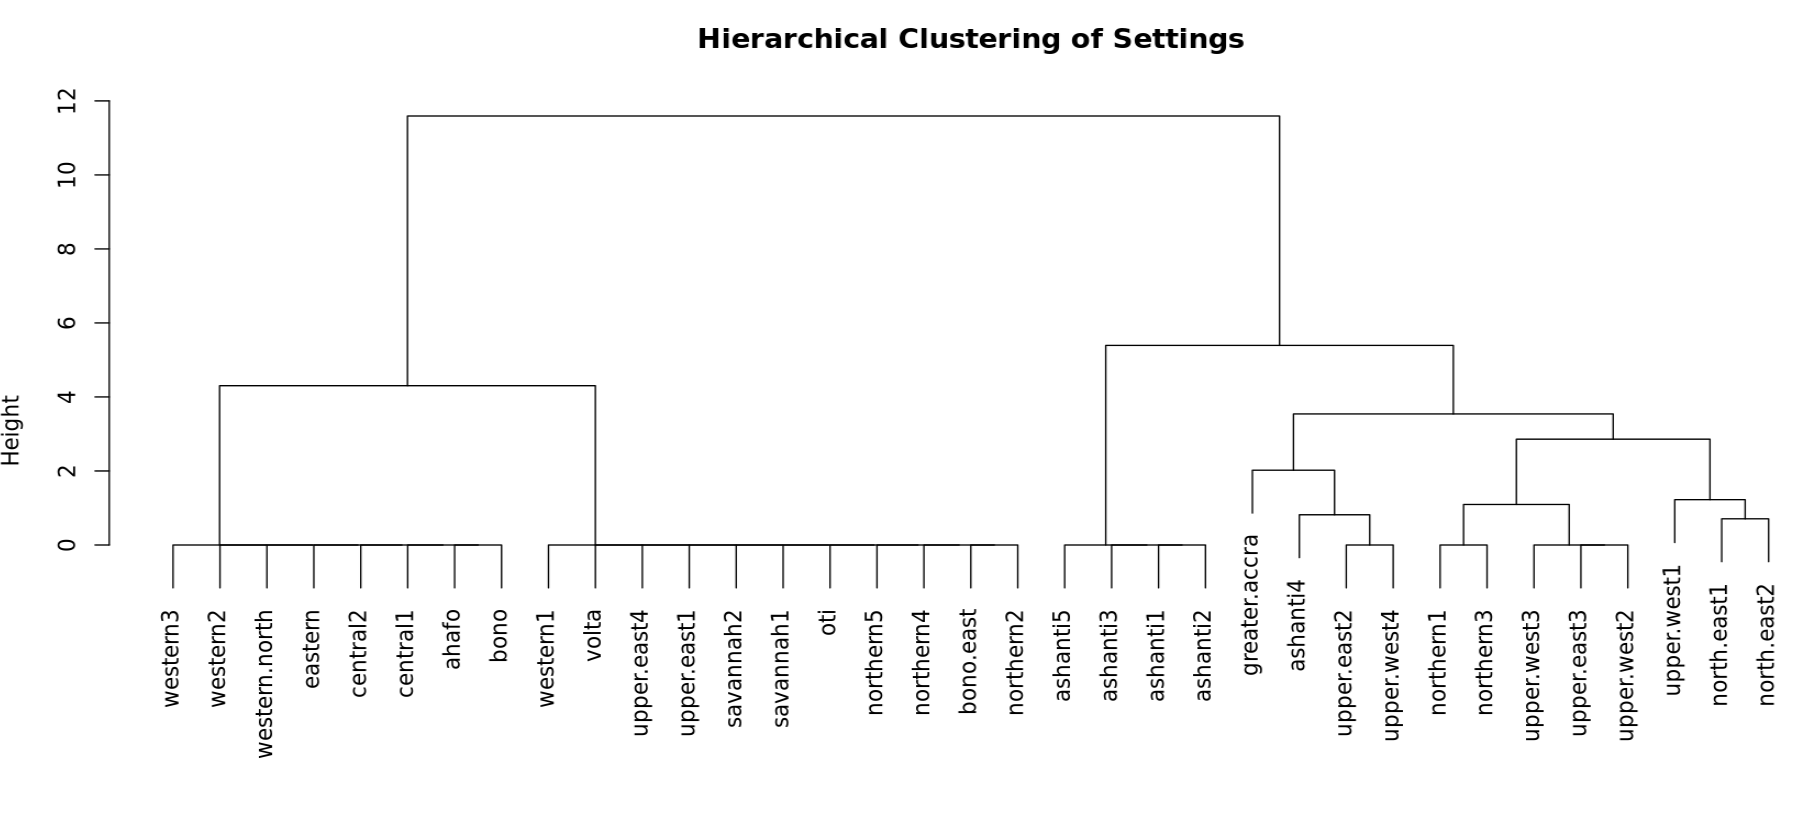 Hierarchical Clustering of Settings
Height
12
10
8
6
4
2
0
western3
western2
western.north
eastern
central2
central1
ahafo
bono
western1
volta
upper.east4
upper.east1
savannah2
savannah1
oti
northern5
northern4
bono.east
northern2
ashanti5
ashanti3
ashanti1
ashanti2
greater.accra
ashanti4
upper.east2
upper.west4
northern1
northern3
upper.west3
upper.east3
upper.west2
upper.west1
north.east1
north.east2